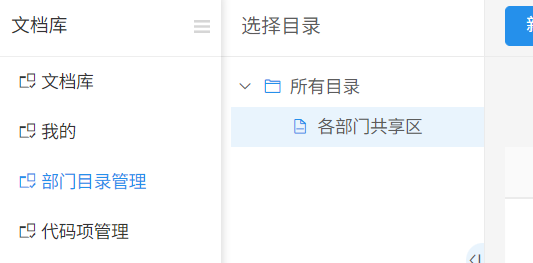 文档库
选择目录
文档库
我的
部门目录管理
代码项管理
所有目录
各部门共享区